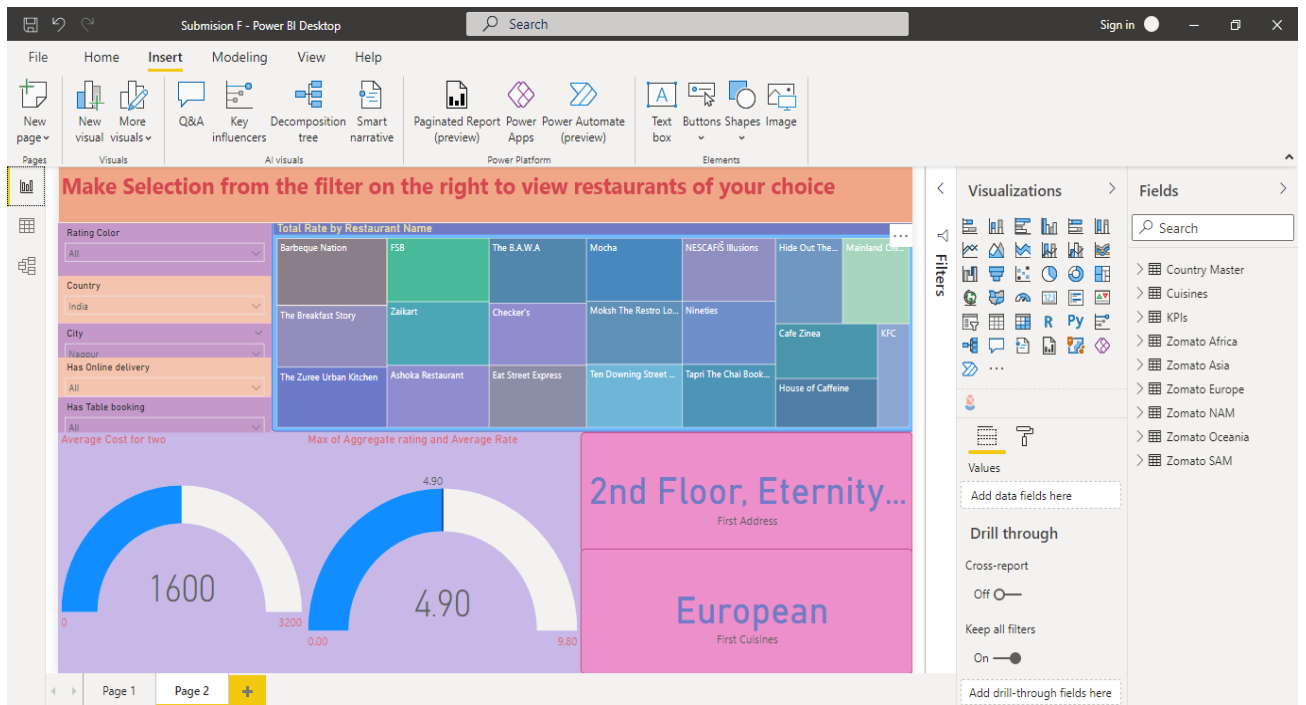 Submision F - Power BI Desktop
Search
Sign in
File Home Insert Modeling View Help
New page
New visual
More visuals
Q&A
Key influencers
Decomposition tree
Smart narrative
Paginated Report (preview)
Power Apps
Power Automate (preview)
Text box
Buttons
Shapes
Image
Pages
Visuals
AI visuals
Power Platform
Elements
Make Selection from the filter on the right to view restaurants of your choice
Rating Color
All
Country
India
City
Nagpur
Has Online delivery
All
Has Table booking
All
Total Rate by Restaurant Name
Barbeque Nation
The Breakfast Story
The Zuree Urban Kitchen
FSB
Zaikart
Ashoka Restaurant
The B.A.W.A
Checker's
Eat Street Express
Mocha
Moksh The Restro Lo...
Ten Downing Street ...
NESCAFÍŠ Illusions
Nineties
Tapri The Chai Book...
Hide Out The...
Mainland Chi...
Cafe Zinea
KFC
House of Caffeine
Average Cost for two
1600
0
3200
Max of Aggregate rating and Average Rate
4.90
4.90
0.00
9.80
2nd Floor, Eternity...
First Address
European
First Cuisines
Filters
Visualizations
R
Py
123
...
Values
Add data fields here
Drill through
Cross-report
Off
Keep all filters
On
Add drill-through fields here
Fields
Search
Country Master
Cuisines
KPIs
Zomato Africa
Zomato Asia
Zomato Europe
Zomato NAM
Zomato Oceania
Zomato SAM
Page 1
Page 2
+